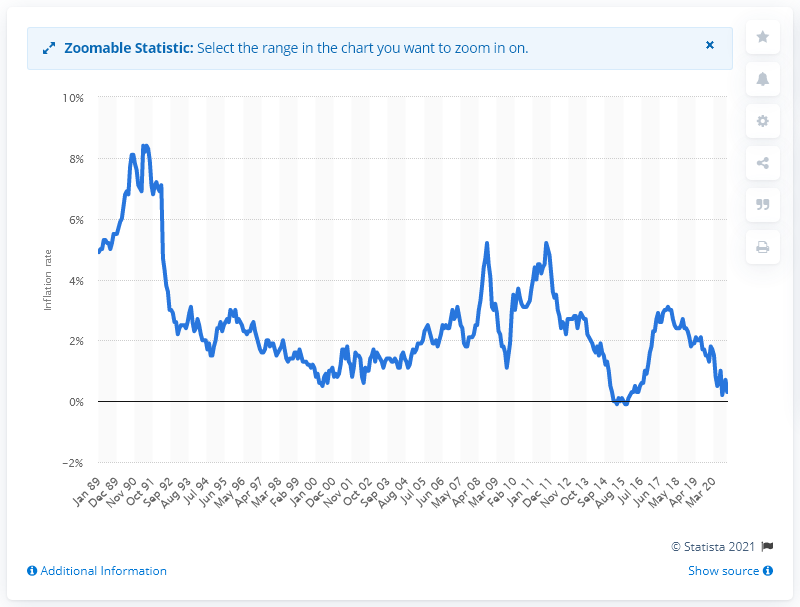 Zoomable Statistic: Select the range in the chart you want to zoom in on. ×
10%
8%
6%
4%
2%
0%
−2%
Inflation rate
Jan 89
Dec 89
Nov 90
Oct 91
Sep 92
Aug 93
Jul 94
Jun 95
May 96
Apr 97
Mar 98
Feb 99
Jan 00
Dec 00
Nov 01
Oct 02
Sep 03
Aug 04
Jul 05
Jun 06
May 07
Apr 08
Mar 09
Feb 10
Jan 11
Dec 11
Nov 12
Oct 13
Sep 14
Aug 15
Jul 16
Jun 17
May 18
Apr 19
Mar 20
© Statista 2021
Additional Information
Show source